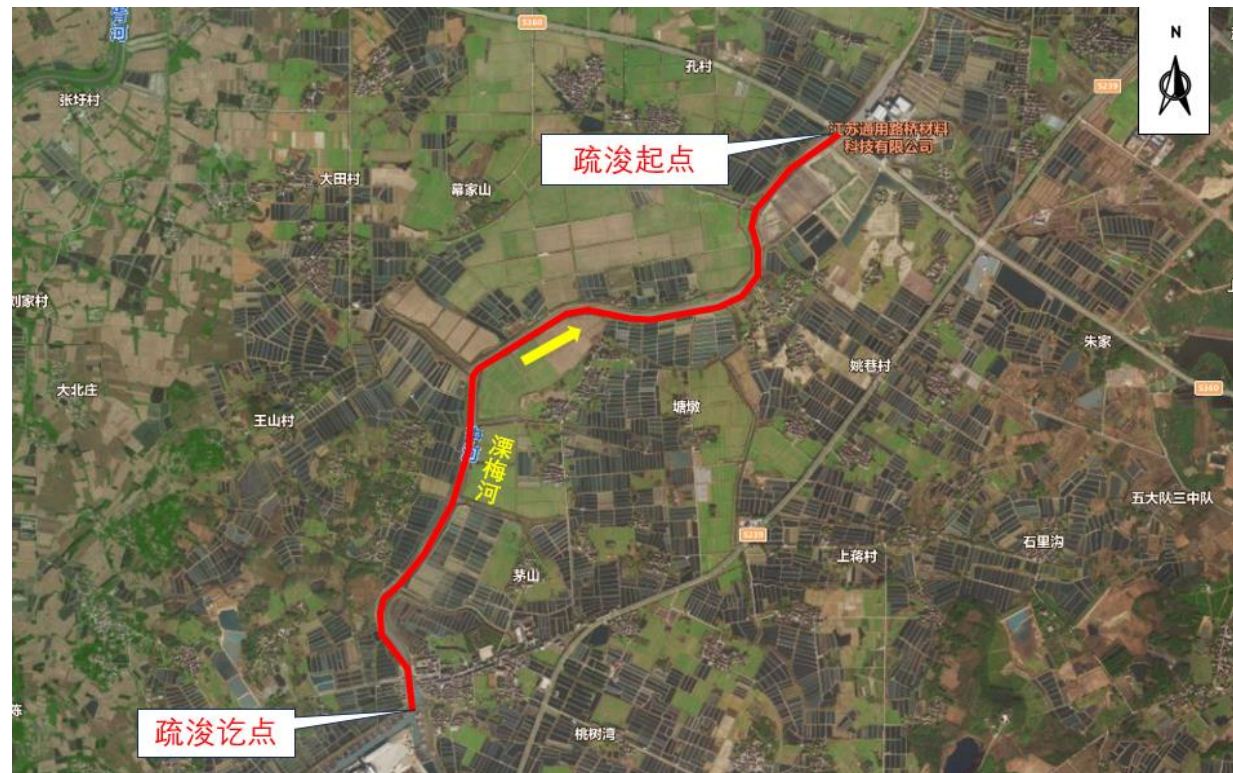 S360
N
孔村
S239
张圩村
江苏通用路桥材料
科技有限公司
疏浚起点
大田村
幕家山
刘家村
朱家
姚巷村
大北庄
S360
塘墩
王山村
溧梅河
五大队三中队
S239
石里沟
上蒋村
茅山
疏浚讫点
桃树湾